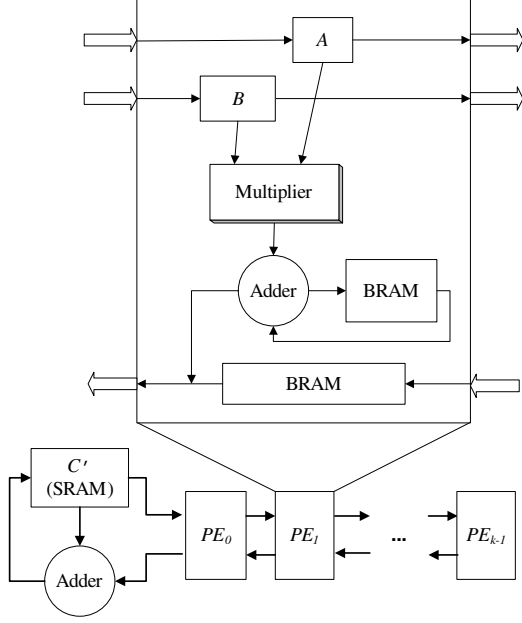 A
B
Multiplier
Adder
BRAM
BRAM
C'
(SRAM)
Adder
PE0
PE1
...
PEk-1